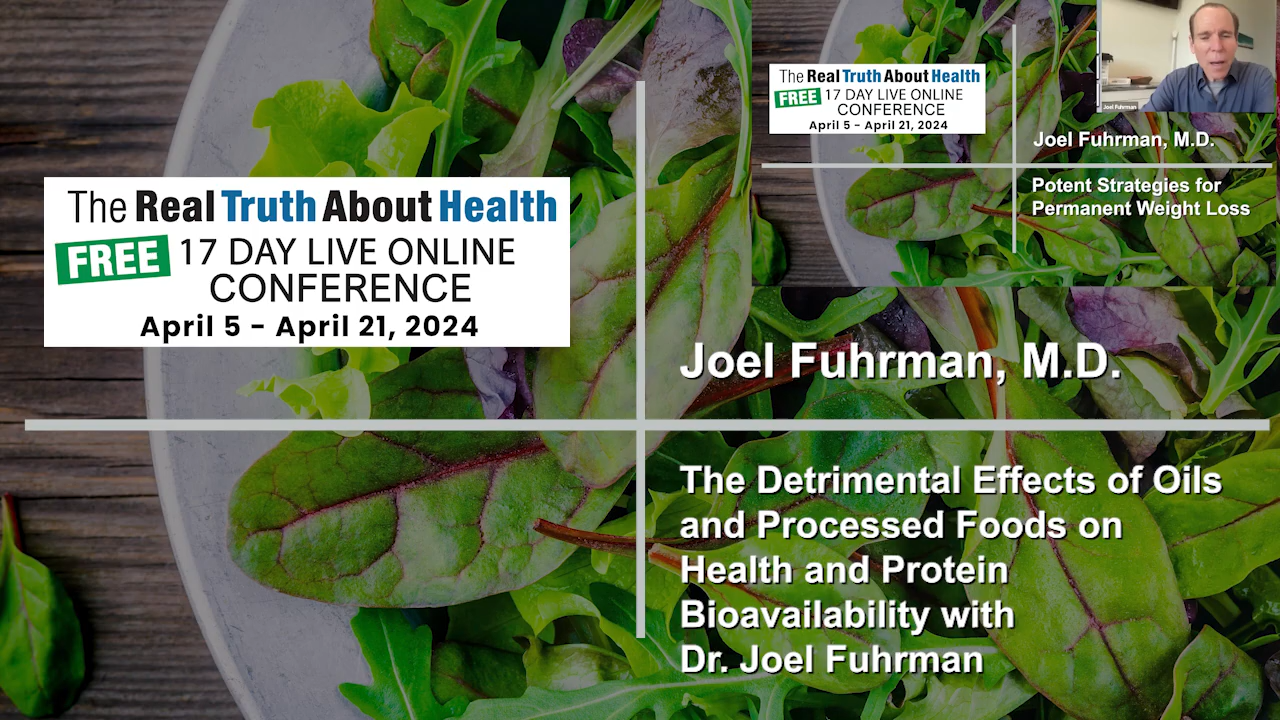 The Real Truth About Health
FREE 17 DAY LIVE ONLINE
CONFERENCE
April 5 - April 21, 2024
The Real Truth About Health
FREE 17 DAY LIVE ONLINE
CONFERENCE
April 5 - April 21, 2024
Joel Fuhrman
Joel Fuhrman, M.D.
Potent Strategies for
Permanent Weight Loss
Joel Fuhrman, M.D.
The Detrimental Effects of Oils
and Processed Foods on
Health and Protein
Bioavailability with
Dr. Joel Fuhrman